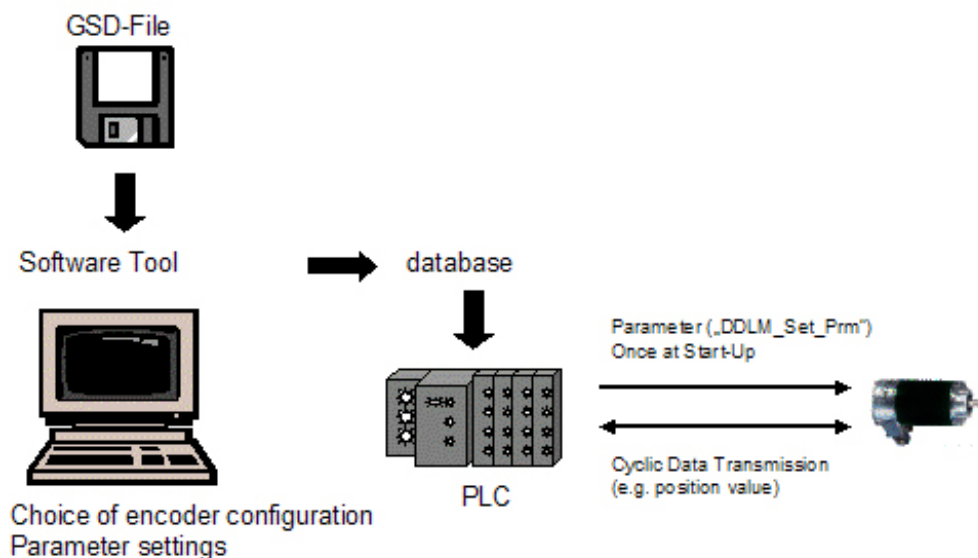 GSD-File
Software Tool
database
Parameter („DDLM_Set_Prm“)
Once at Start-Up
Cyclic Data Transmission
(e.g. position value)
PLC
Choice of encoder configuration
Parameter settings